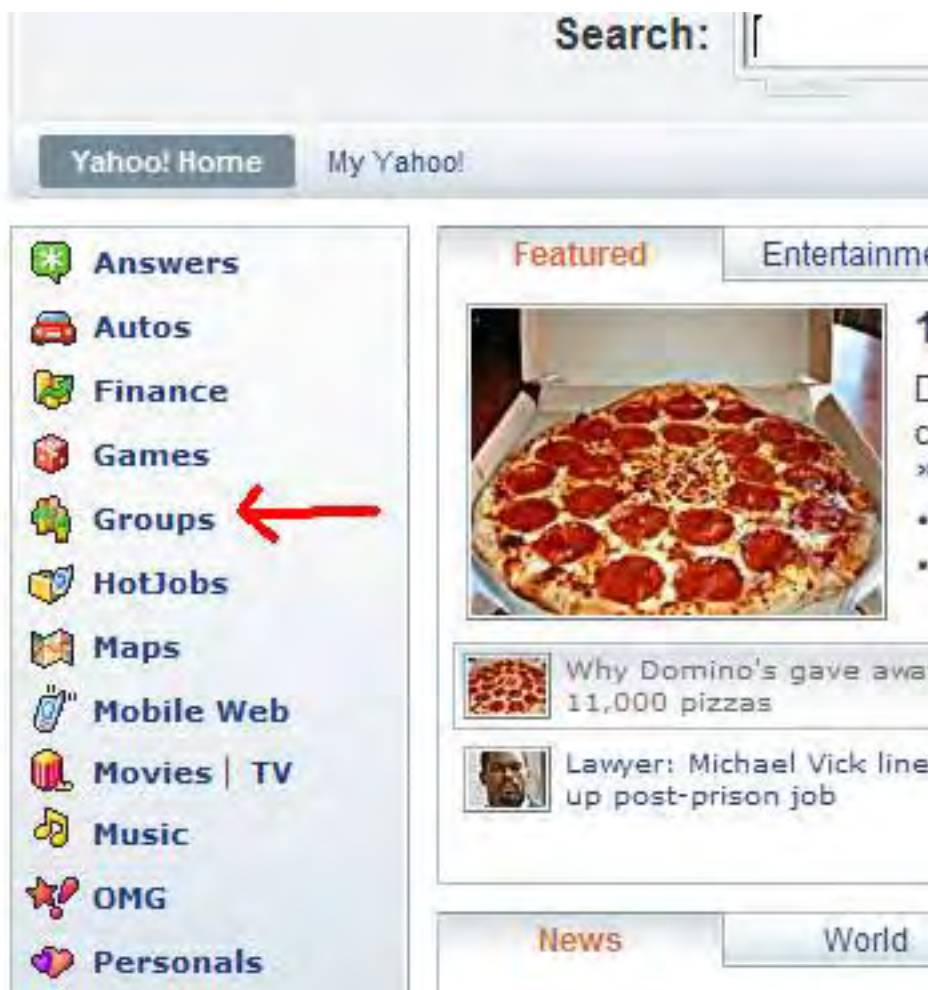 Search:
Yahoo! Home My Yahoo!
Answers
Autos
Finance
Games
Groups
HotJobs
Maps
Mobile Web
Movies | TV
Music
OMG
Personals
Featured Entertainme
Why Domino's gave awa
11,000 pizzas
Lawyer: Michael Vick line
up post-prison job
News World